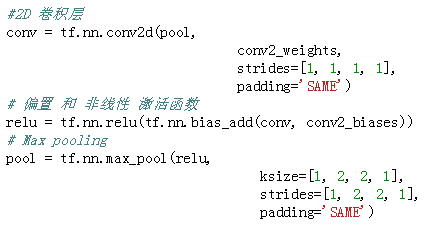 #2D 卷积层
conv = tf.nn.conv2d(pool,
conv2_weights,
strides=[1, 1, 1, 1],
padding='SAME')
# 偏置 和 非线性 激活函数
relu = tf.nn.relu(tf.nn.bias_add(conv, conv2_biases))
# Max pooling
pool = tf.nn.max_pool(relu,
ksize=[1, 2, 2, 1],
strides=[1, 2, 2, 1],
padding='SAME')